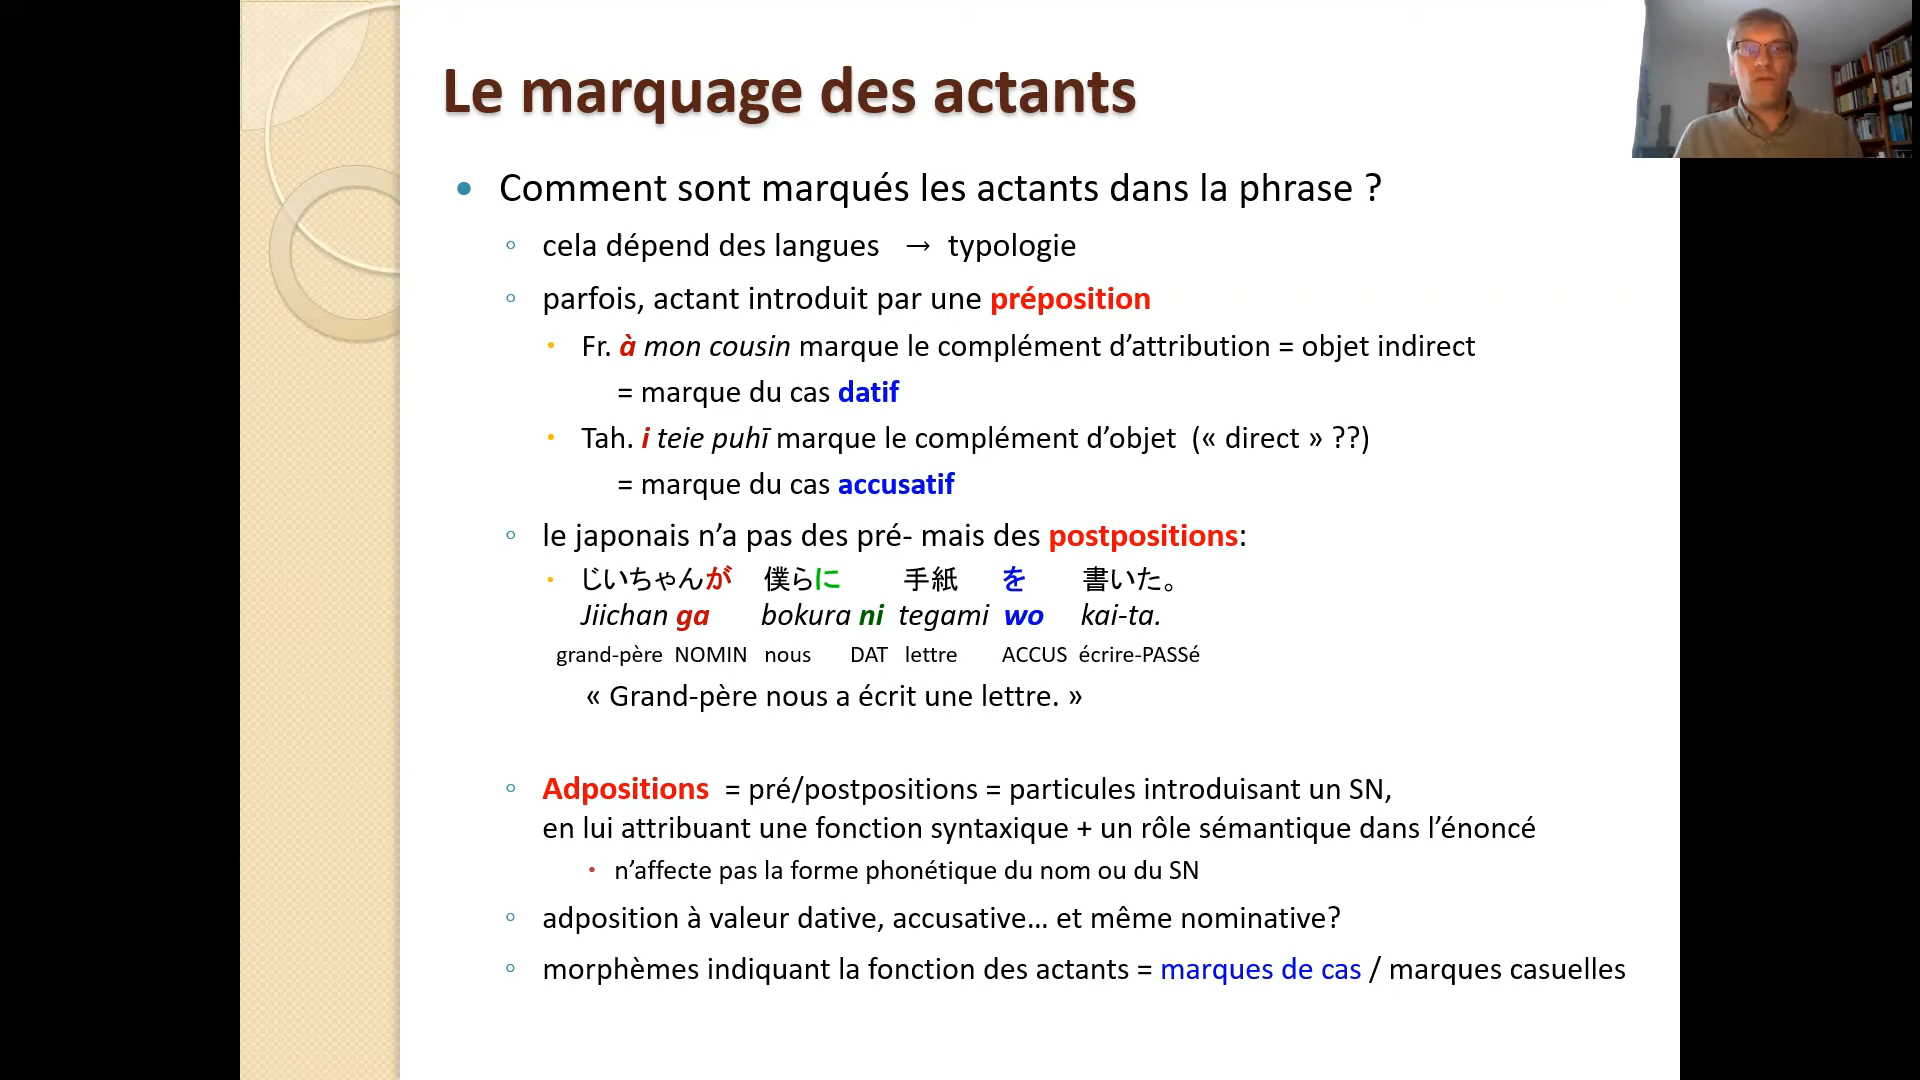 Le marquage des actants
• Comment sont marqués les actants dans la phrase ?
◦ cela dépend des langues → typologie
◦ parfois, actant introduit par une préposition
• Fr. à mon cousin marque le complément d’attribution = objet indirect
= marque du cas datif
• Tah. i teie puhī marque le complément d’objet (« direct » ??)
= marque du cas accusatif
◦ le japonais n’a pas des pré- mais des postpositions:
• じいちゃんが 僕らに 手紙 を 書いた。
Jiichan ga bokura ni tegami wo kai-ta.
grand-père NOMIN nous DAT lettre ACCUS écrire-PASSé
« Grand-père nous a écrit une lettre. »
◦ Adpositions = pré/postpositions = particules introduisant un SN,
en lui attribuant une fonction syntaxique + un rôle sémantique dans l’énoncé
• n’affecte pas la forme phonétique du nom ou du SN
◦ adposition à valeur dative, accusative... et même nominative?
◦ morphèmes indiquant la fonction des actants = marques de cas / marques casuelles